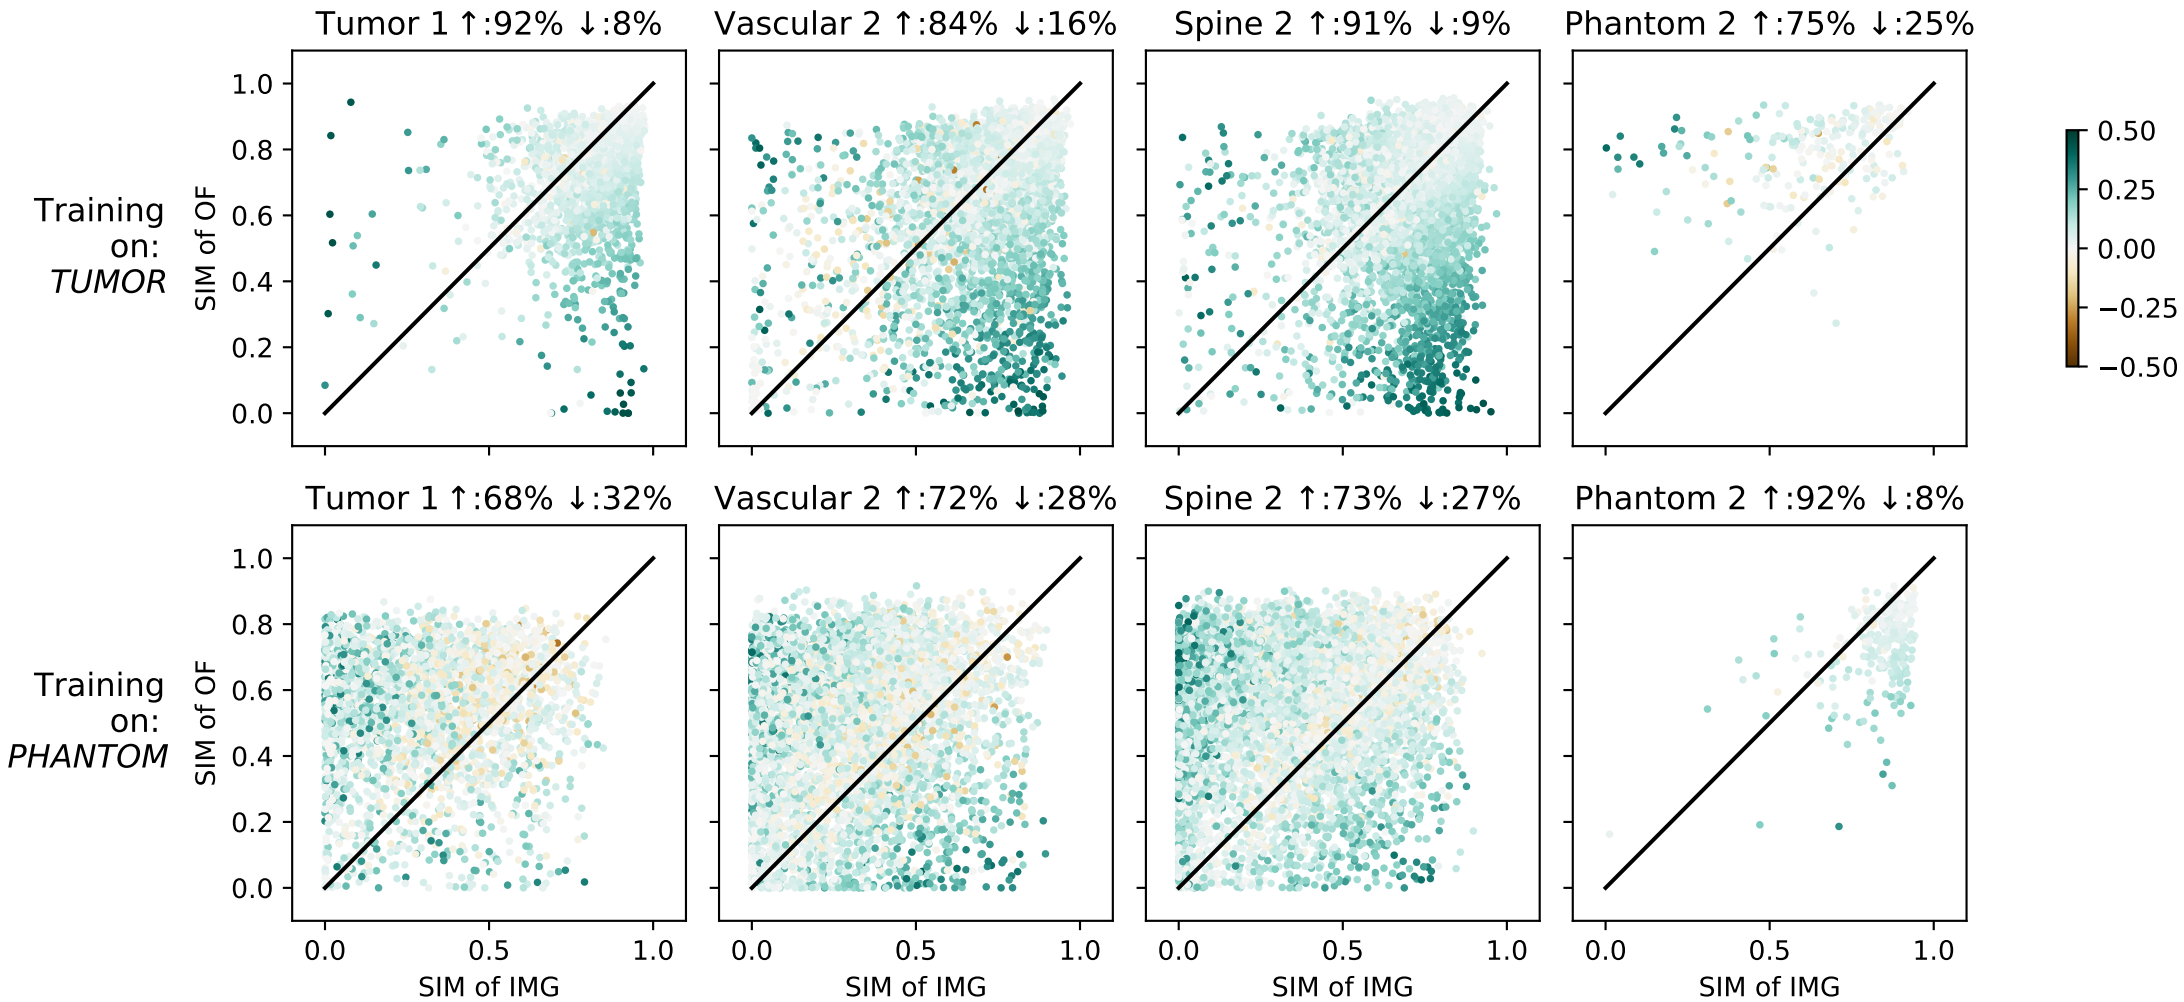 Tumor 1 ↑:92% ↓:8%
Vascular 2 ↑:84% ↓:16%
Spine 2 ↑:91% ↓:9%
Phantom 2 ↑:75% ↓:25%
Training
on:
TUMOR
SIM of OF
1.0
0.8
0.6
0.4
0.2
0.0
0.50
0.25
0.00
−0.25
−0.50
Tumor 1 ↑:68% ↓:32%
Vascular 2 ↑:72% ↓:28%
Spine 2 ↑:73% ↓:27%
Phantom 2 ↑:92% ↓:8%
Training
on:
PHANTOM
SIM of OF
1.0
0.8
0.6
0.4
0.2
0.0
0.0 0.5 1.0
0.0 0.5 1.0
0.0 0.5 1.0
0.0 0.5 1.0
SIM of IMG
SIM of IMG
SIM of IMG
SIM of IMG